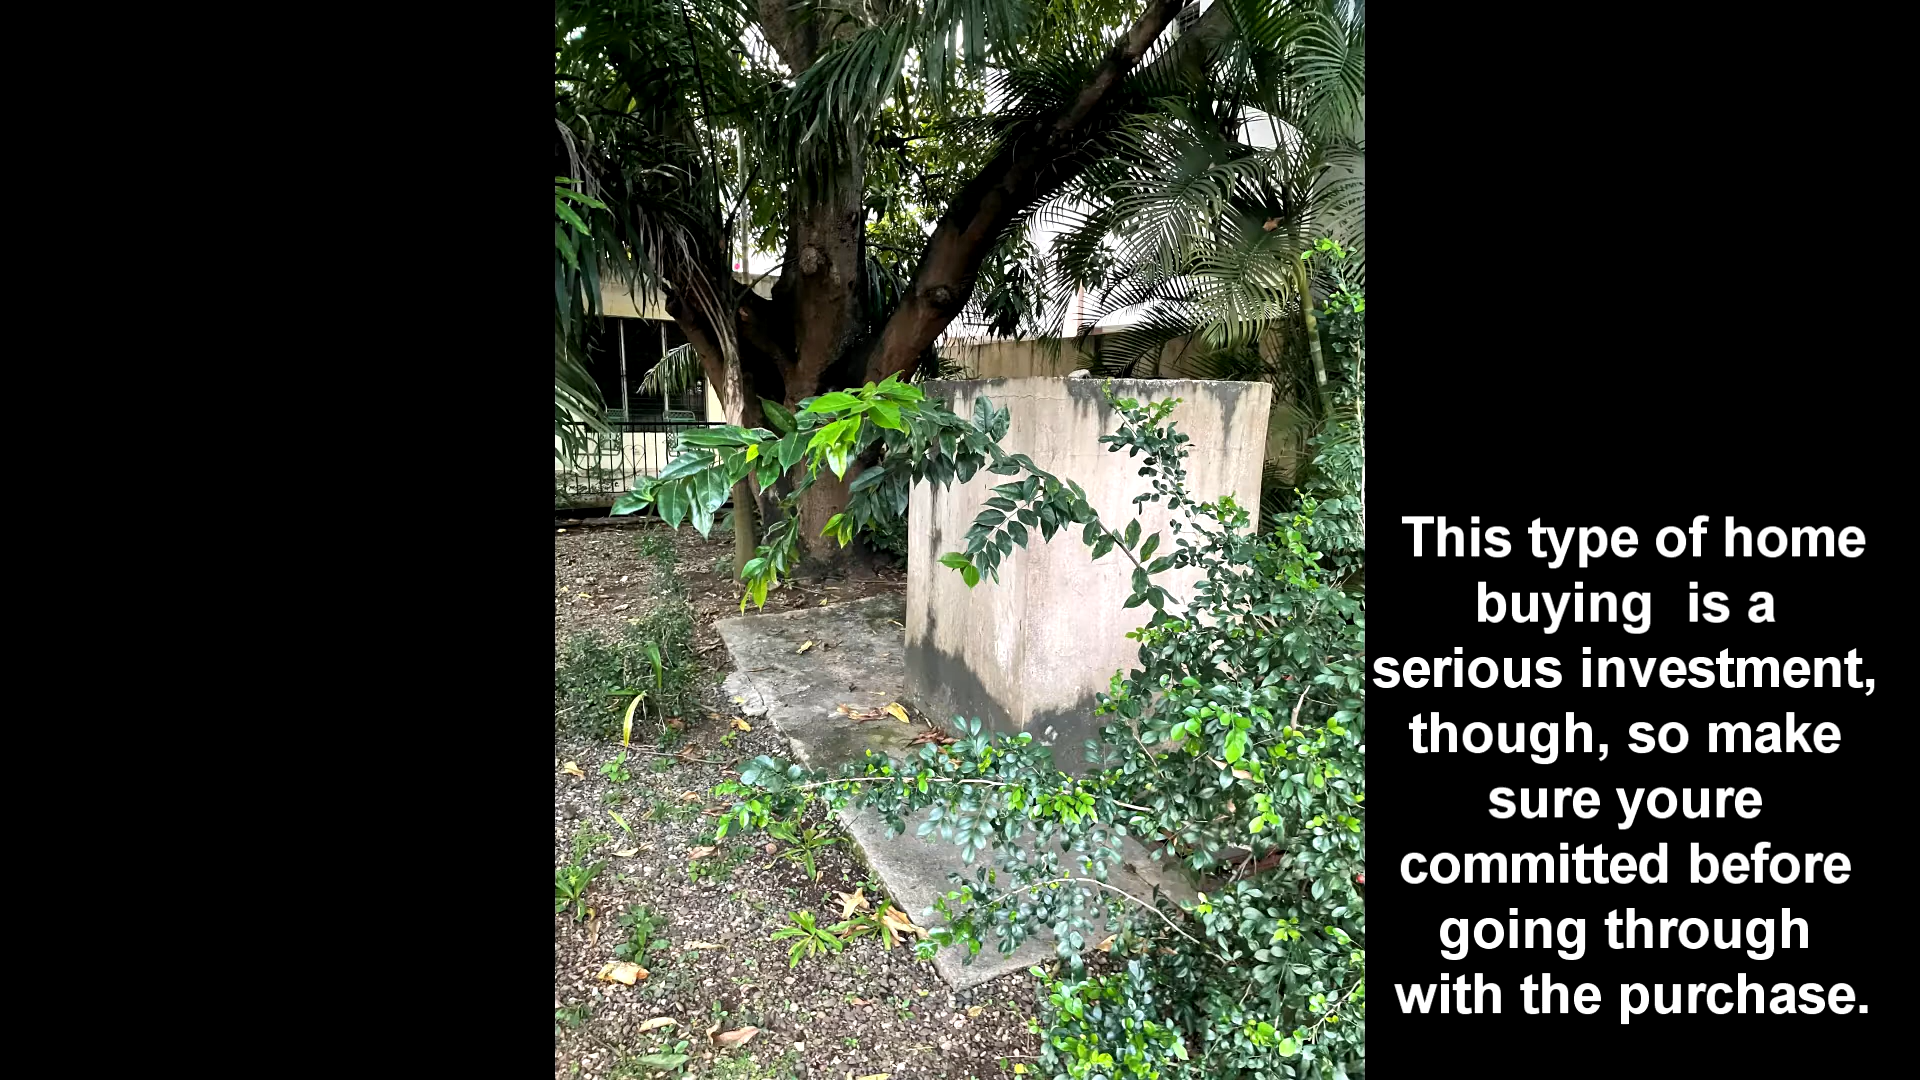 This type of home
buying  is a
serious investment,
though, so make
sure youre
committed before
going through
with the purchase.